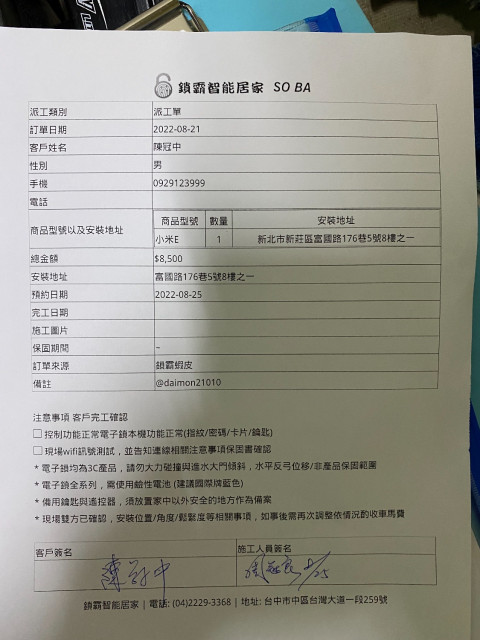 鎖霸智能居家 SO BA
派工類別 派工單
訂單日期 2022-08-21
客戶姓名 陳冠中
性別 男
手機 0929123999
電話
商品型號以及安裝地址 商品型號 數量 安裝地址
小米E 1 新北市新莊區富國路176巷5號8樓之一
總金額 $8,500
安裝地址 富國路176巷5號8樓之一
預約日期 2022-08-25
完工日期
施工圖片
保固期間 –
訂單來源 鎖霸蝦皮
備註 @daimon21010
注意事項 客戶完工確認
☐ 控制功能正常電子鎖本機功能正常(指紋/密碼/卡片/鑰匙)
☐ 現場wifi訊號測試，並告知連線相關注意事項保固書確認
* 電子鎖均為3C產品，請勿大力碰撞與進水大門傾斜，水平反弓位移/非產品保固範圍
* 電子鎖全系列，需使用鹼性電池 (建議國際牌藍色)
* 備用鑰匙與遙控器，須放置家中以外安全的地方作為備案
* 現場雙方已確認，安裝位置/角度/鬆緊度等相關事項，如事後需再次調整依情況酌收車馬費
客戶簽名 施工人員簽名
陳冠中 8/25
鎖霸智能居家 | 電話: (04)2229-3368 | 地址: 台中市中區台灣大道一段259號